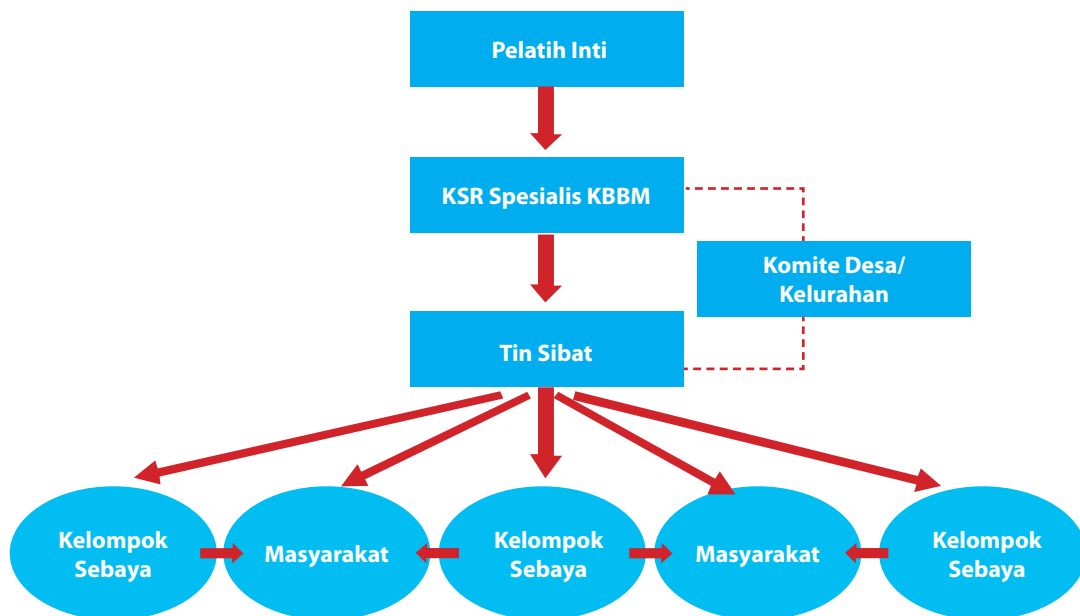 Pelatih Inti
KSR Spesialis KBBM
Komite Desa/
Kelurahan
Tin Sibat
Kelompok
Sebaya
Masyarakat
Kelompok
Sebaya
Masyarakat
Kelompok
Sebaya